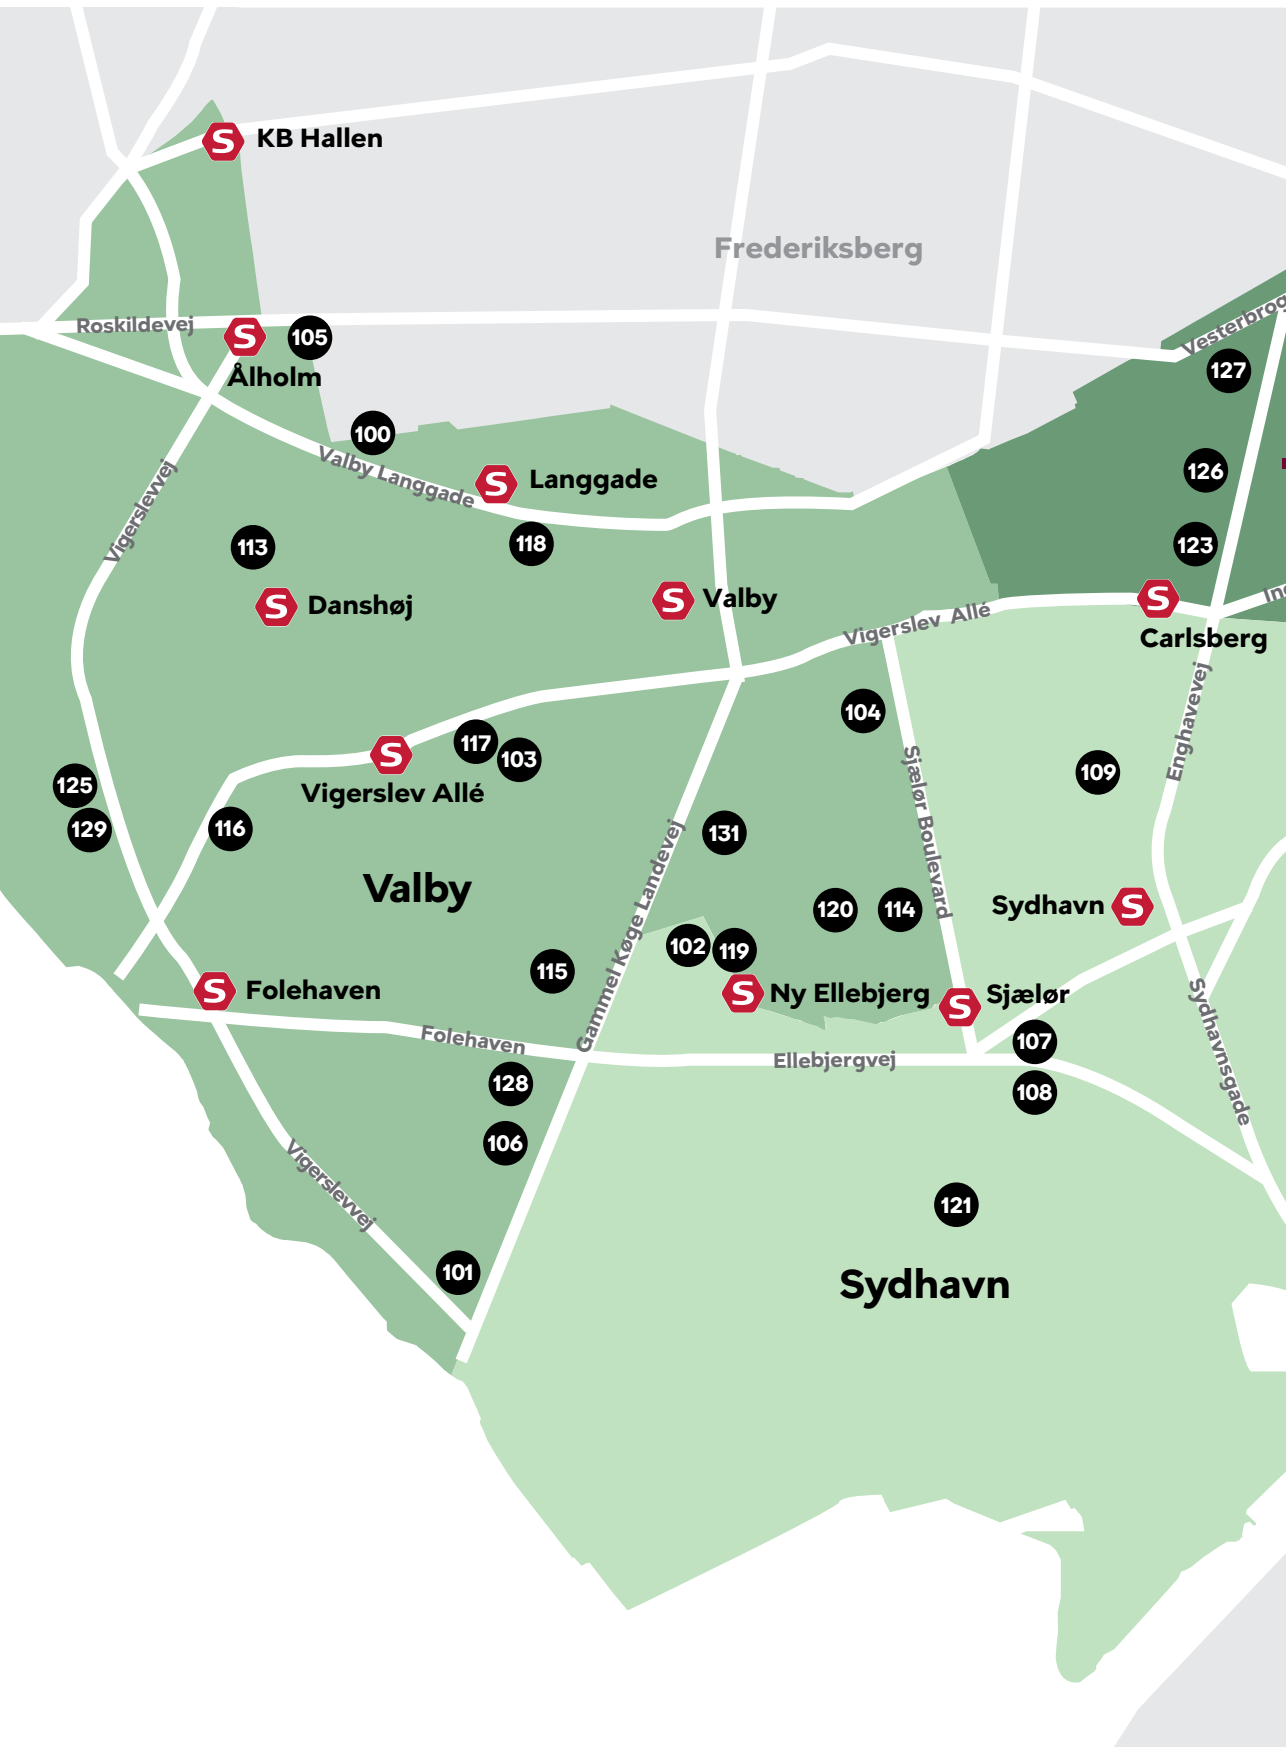 S KB Hallen
Frederiksberg
Roskildevej
S
105
Ålholm
Vesterbrog
127
100
Valby Langgade
S Langgade
126
Vigerslevvej
113
118
123
S Danshøj
S Valby
S
Carlsberg
Vigerslev Allé
Enghavevej
104
117
103
S
Vigerslev Allé
Sjælør Boulevard
109
125
129
116
131
Valby
Gammel Køge Landevej
120
114
Sydhavn S
102
119
115
S Folehaven
S Ny Ellebjerg
S Sjælør
Sydhavnsgade
Folehaven
Ellebjergvej
107
128
108
106
Vigerslevvej
121
101
Sydhavn